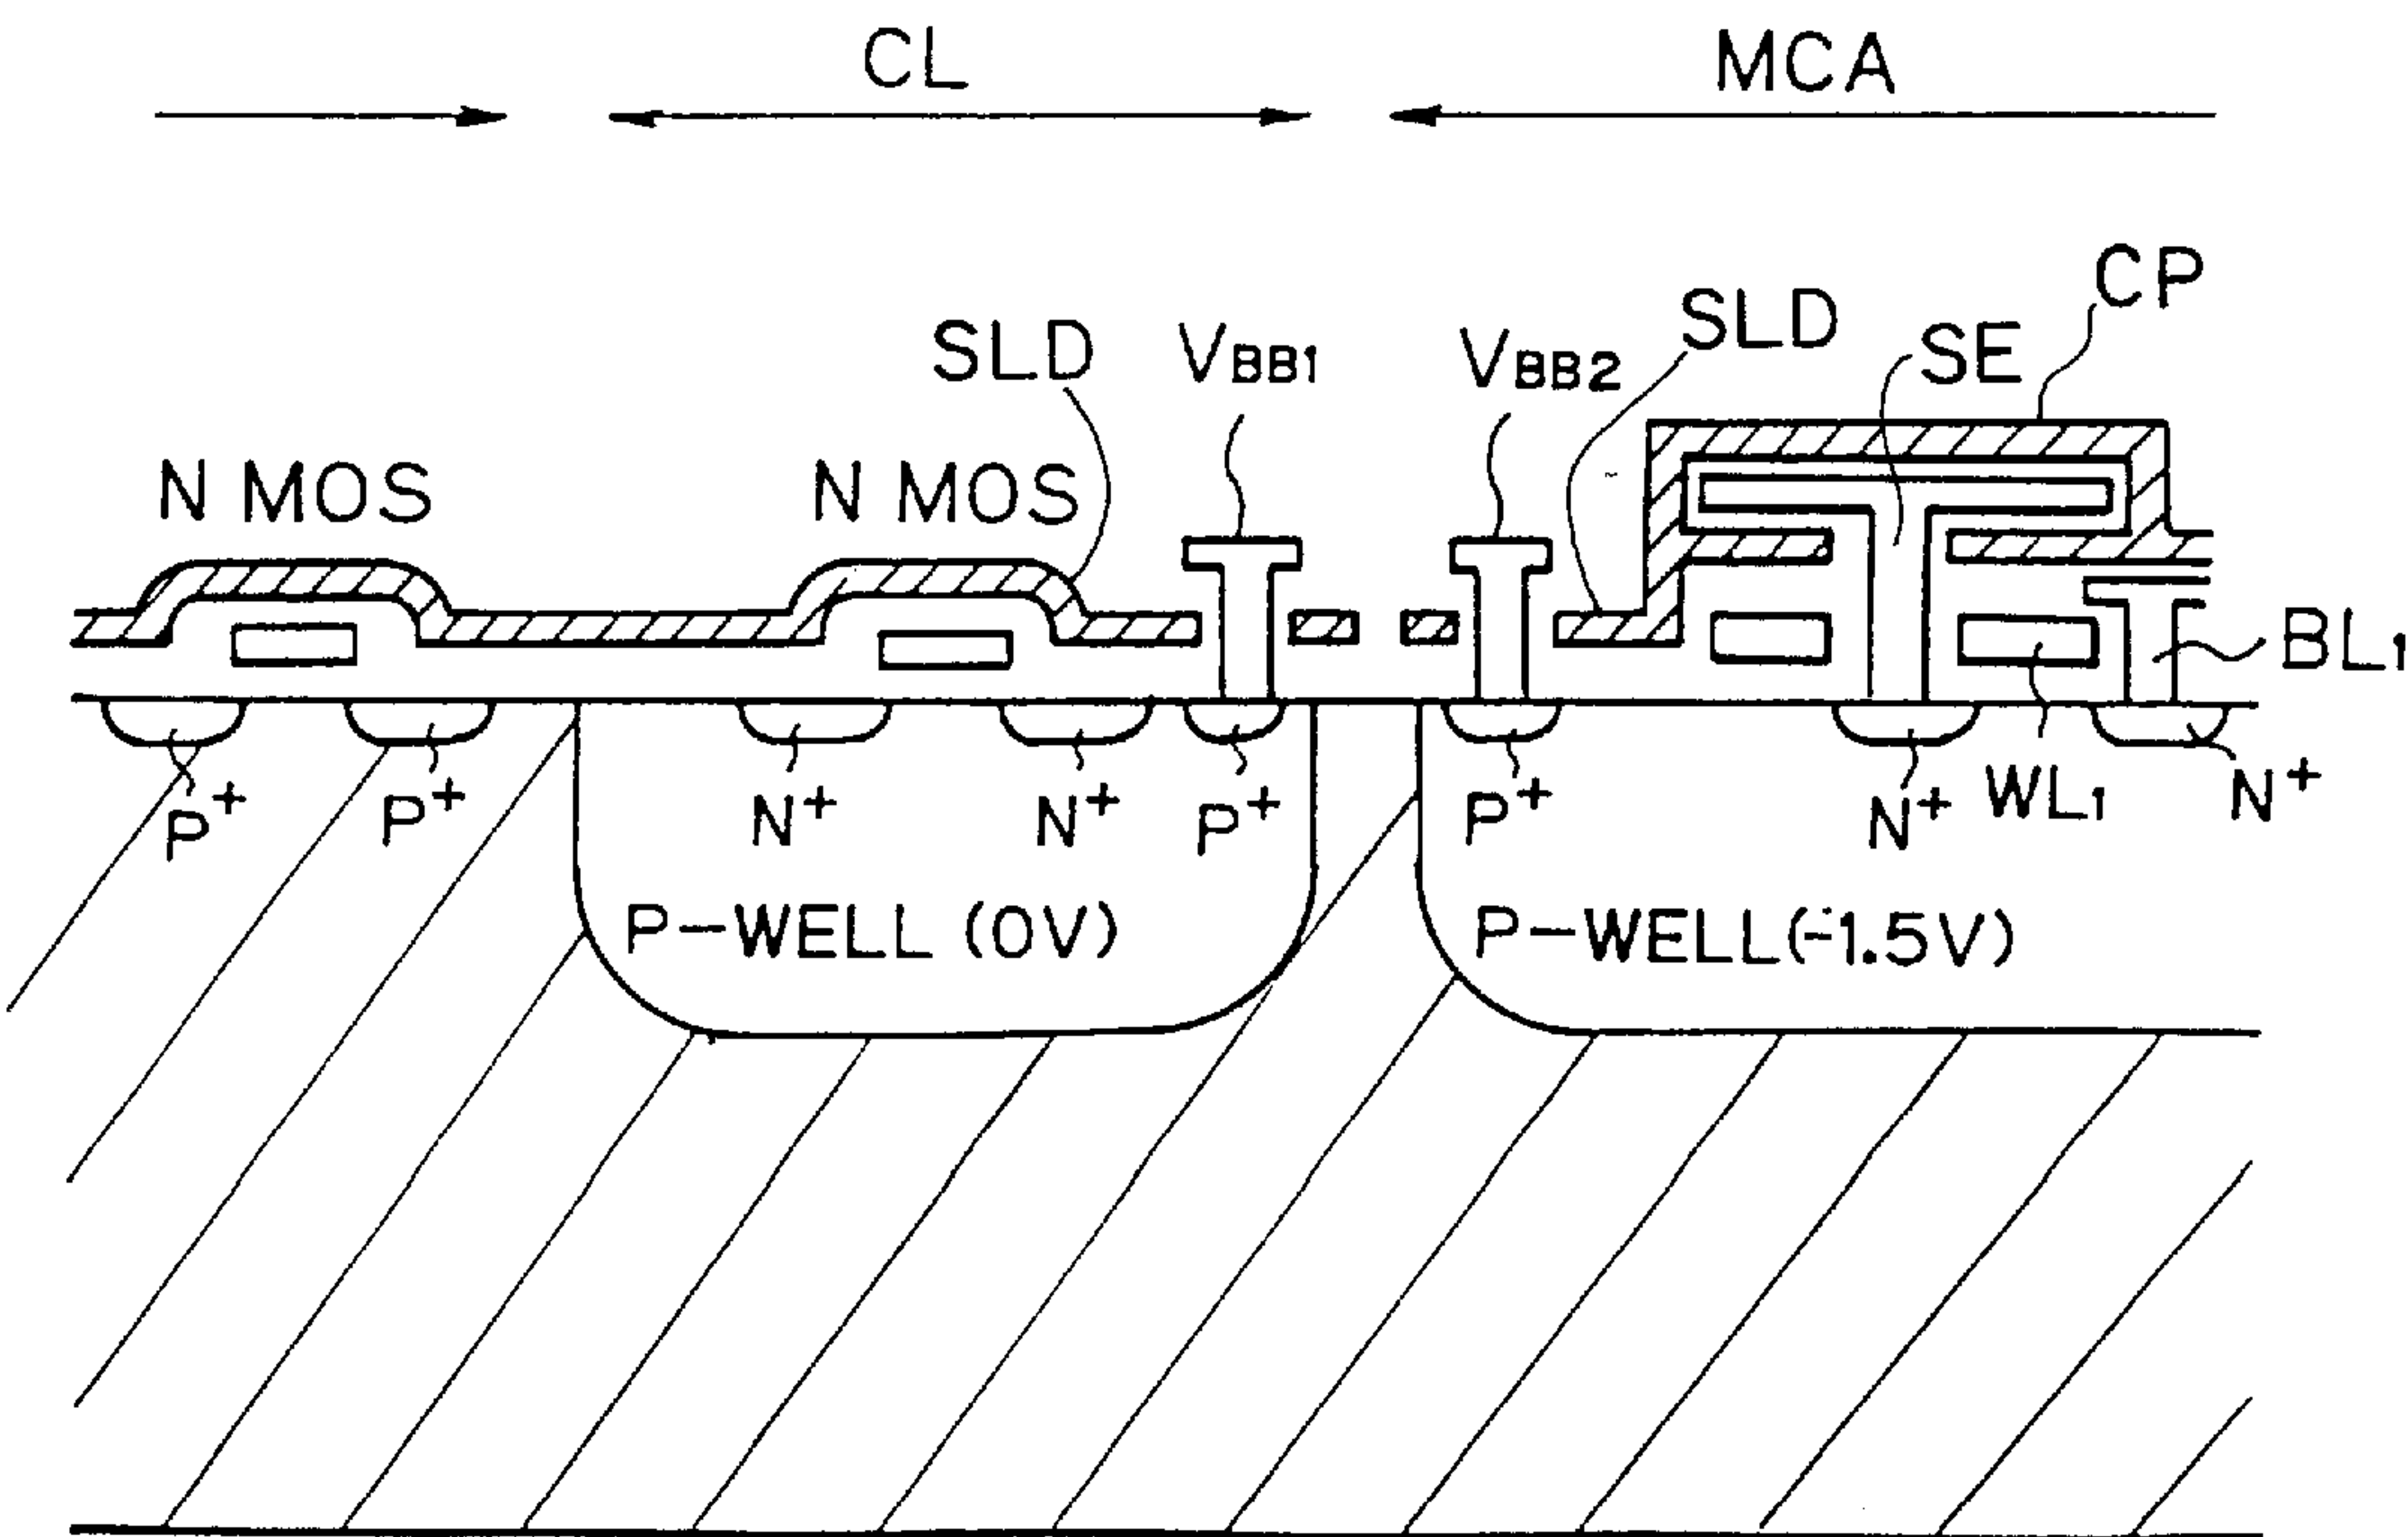 CL MCA
CP
SLD VBB1 VBB2 SLD SE
N MOS N MOS
BL1
P+ P+ N+ N+ P+ P+ N+ WL1 N+
P-WELL (0V) P-WELL (-1.5V)